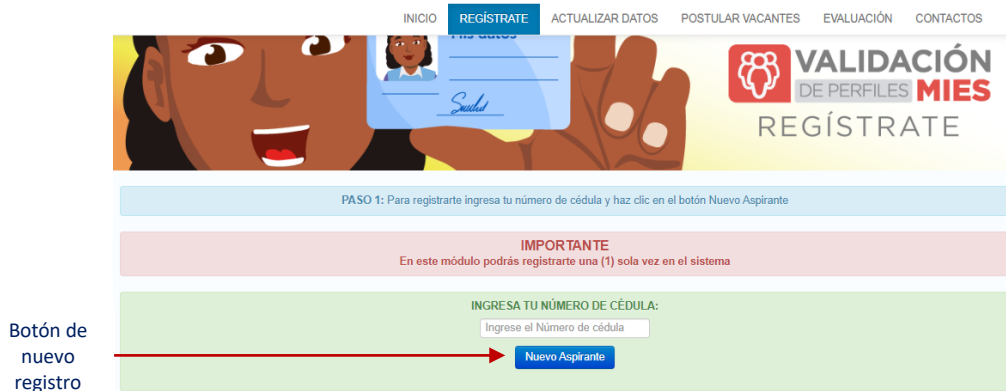 INICIO REGÍSTRATE ACTUALIZAR DATOS POSTULAR VACANTES EVALUACIÓN CONTACTOS
Mis datos
VALIDACIÓN
DE PERFILES MIES
REGÍSTRATE
PASO 1: Para registrarte ingresa tu número de cédula y haz clic en el botón Nuevo Aspirante
IMPORTANTE
En este módulo podrás registrarte una (1) sola vez en el sistema
INGRESA TU NÚMERO DE CÉDULA:
Ingrese el Número de cédula
Nuevo Aspirante
Botón de
nuevo
registro